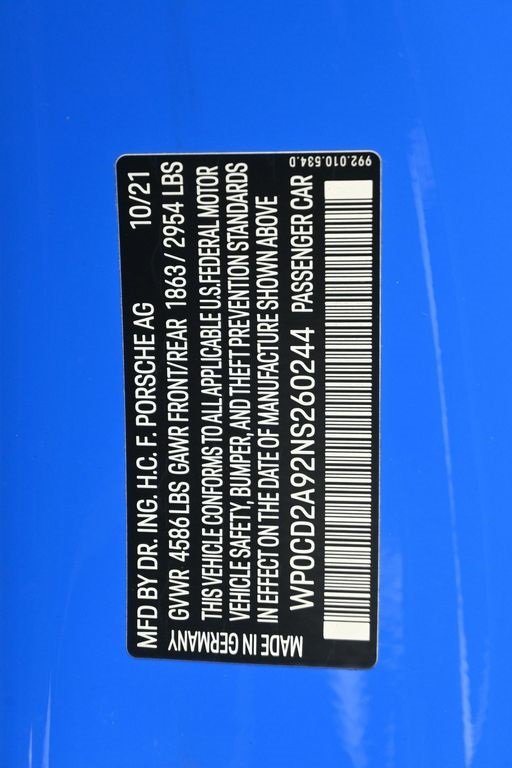 MFD BY DR. ING. H.C. F. PORSCHE AG 10/21
GVWR 4586 LBS GAWR FRONT/REAR 1863 / 2954 LBS
THIS VEHICLE CONFORMS TO ALL APPLICABLE U.S. FEDERAL MOTOR
VEHICLE SAFETY, BUMPER, AND THEFT PREVENTION STANDARDS
IN EFFECT ON THE DATE OF MANUFACTURE SHOWN ABOVE
WP0CD2A92NS260244 PASSENGER CAR
MADE IN GERMANY
992.010.534.D